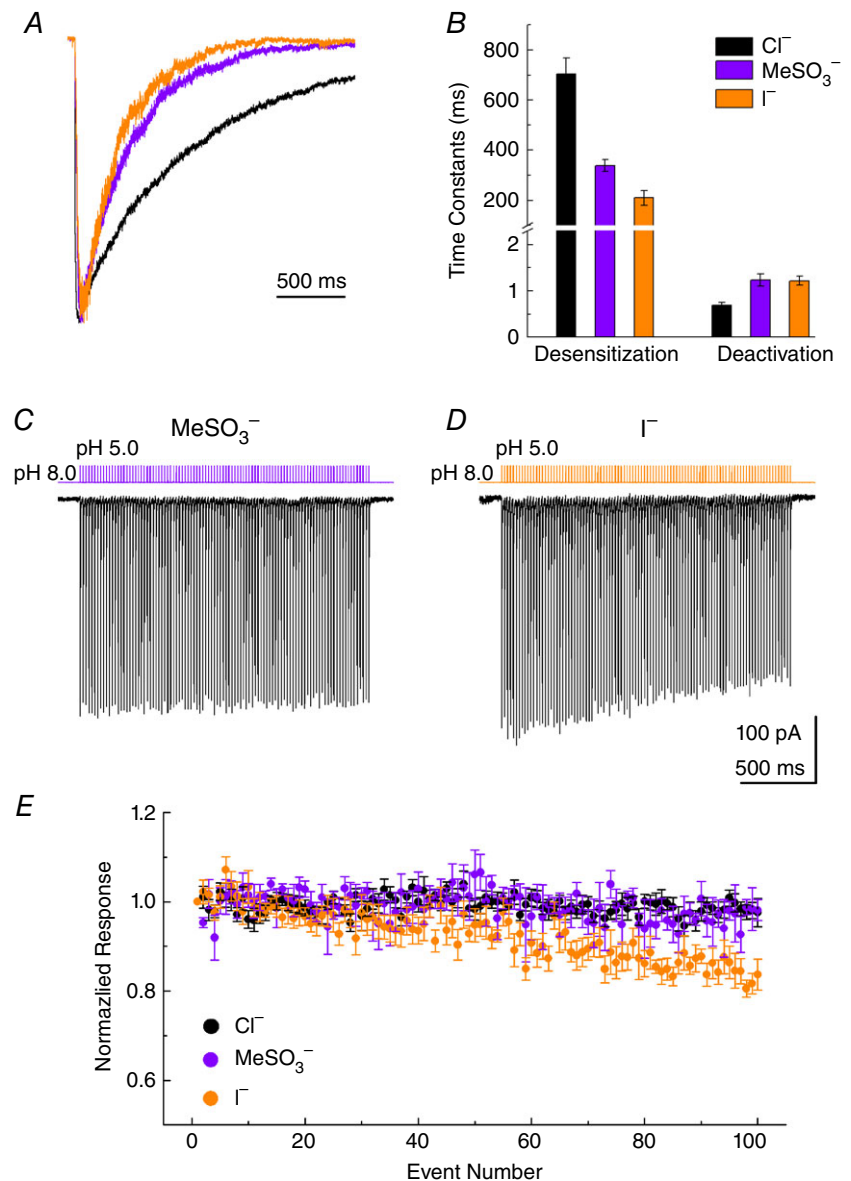 A
500 ms
B
Time Constants (ms)
800
600
400
200
2
1
0
Cl⁻
MeSO₃⁻
I⁻
Desensitization
Deactivation
C
MeSO₃⁻
pH 5.0
pH 8.0
D
I⁻
pH 5.0
pH 8.0
100 pA
500 ms
E
Normazlied Response
1.2
1.0
0.8
0.6
Cl⁻
MeSO₃⁻
I⁻
0
20
40
60
80
100
Event Number